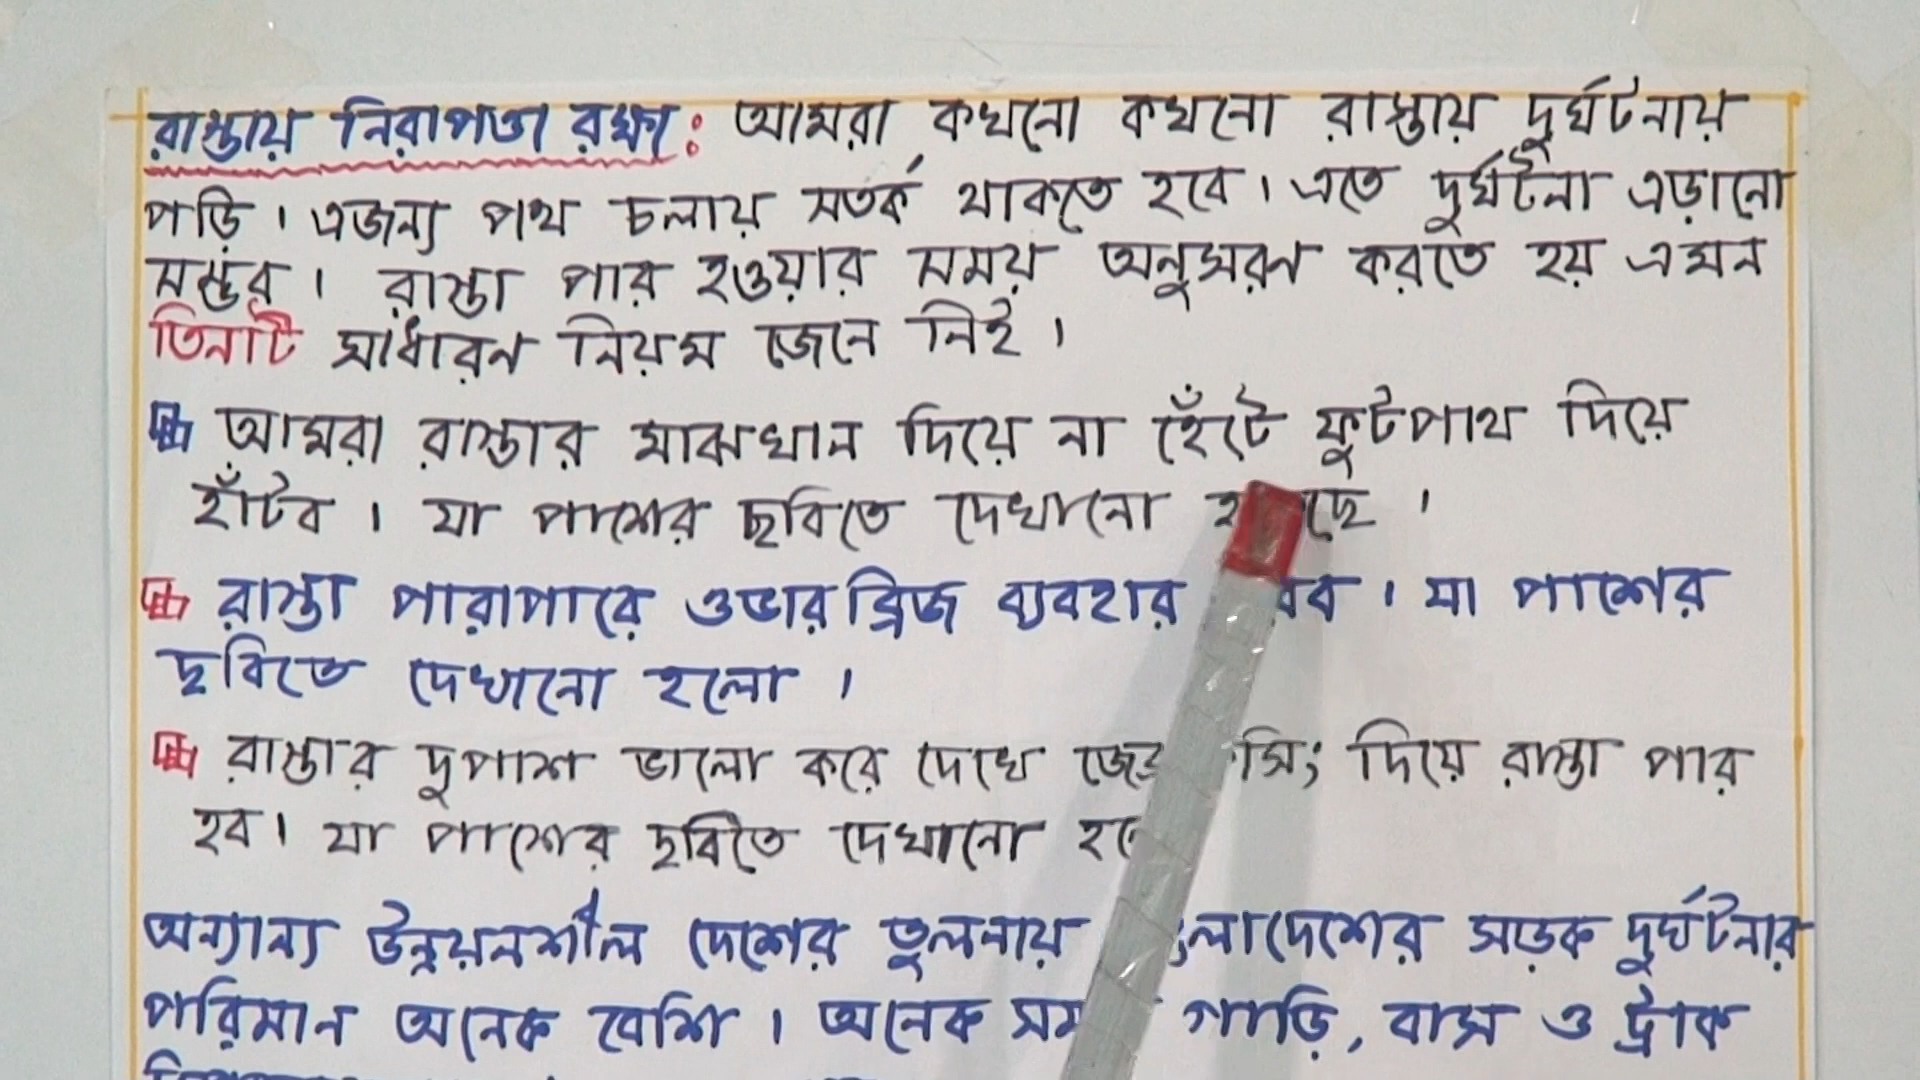 রাস্তায় নিরাপত্তা রক্ষা: আমরা কখনো কখনো রাস্তায় দুর্ঘটনায়
পড়ি। এজন্য পথ চলায় সতর্ক থাকতে হবে। এতে দুর্ঘটনা এড়ানো
সম্ভব। রাস্তা পার হওয়ার সময় অনুসরণ করতে হয় এমন
তিনটি সাধারণ নিয়ম জেনে নিই।
আমরা রাস্তার মাঝখান দিয়ে না হেঁটে ফুটপাথ দিয়ে
হাঁটব। যা পাশের ছবিতে দেখানো
রাস্তা পারাপারে ওভারব্রিজ ব্যবহার । যা পাশের
ছবিতে দেখানো হলো।
রাস্তার দুপাশ ভালো করে দেখে দিয়ে রাস্তা পার
হব। যা পাশের ছবিতে দেখানো
অন্যান্য উন্নয়নশীল দেশের তুলনায় সড়ক দুর্ঘটনার
পরিমান অনেক বেশি। অনেক গাড়ি, বাস ও ট্রাক